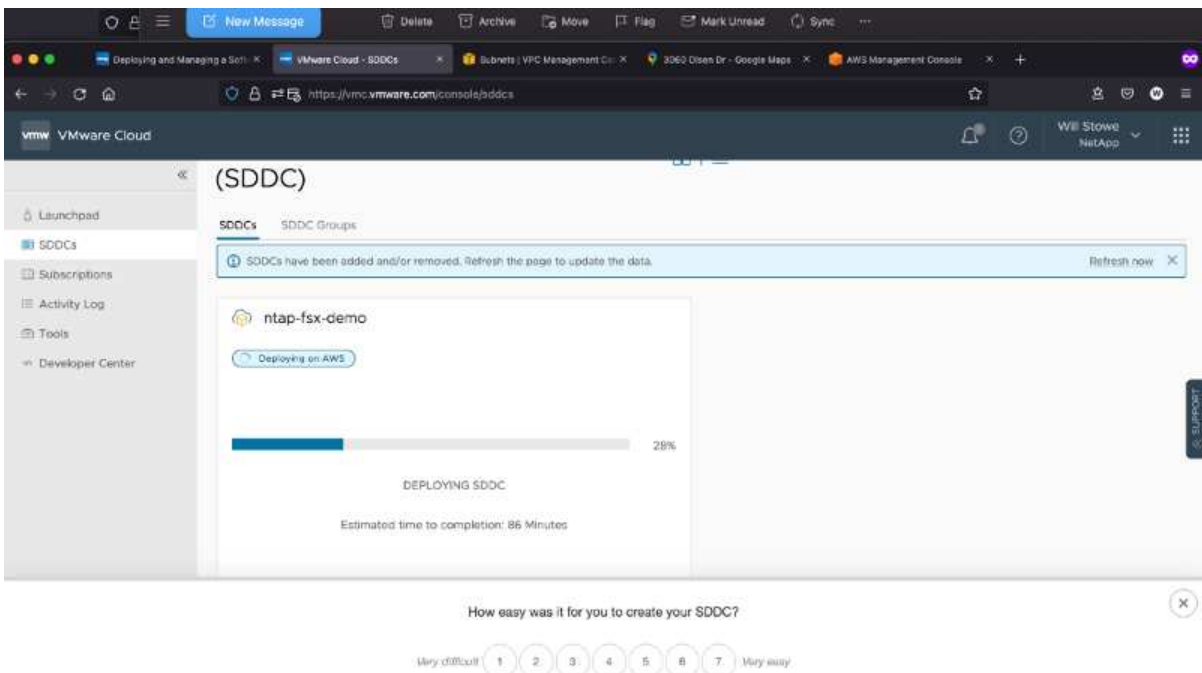 New Message Delete Archive Move Flag Mark Unread Sync ...
Deploying and Managing a Soft VMware Cloud - SDDCs Subnets | VPC Management Co 3060 Olsen Dr - Google Maps AWS Management Console
https://vmc.vmware.com/console/sddcs
vmw VMware Cloud
Will Stowe
NetApp
(SDDC)
Launchpad
SDDCs
Subscriptions
Activity Log
Tools
Developer Center
SDDCs SDDC Groups
SDDCs have been added and/or removed. Refresh the page to update the data. Refresh now
ntap-fsx-demo
Deploying on AWS
28%
DEPLOYING SDDC
Estimated time to completion: 86 Minutes
SUPPORT
How easy was it for you to create your SDDC?
Very difficult 1 2 3 4 5 6 7 Very easy